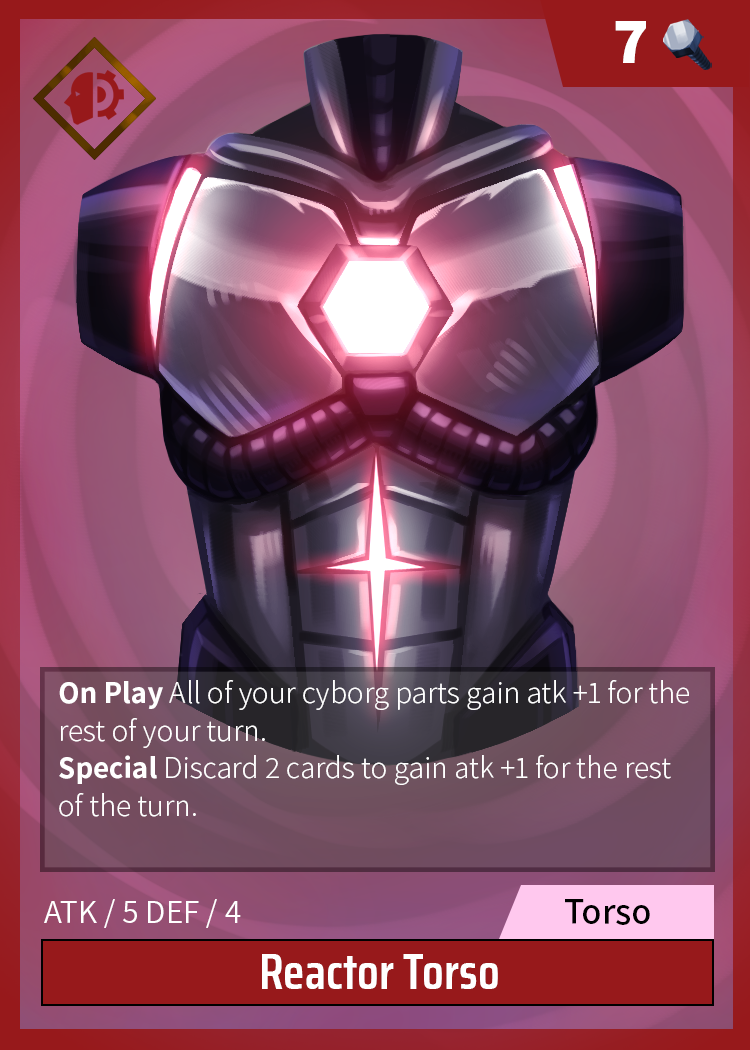 7
On Play All of your cyborg parts gain atk +1 for the
rest of your turn.
Special Discard 2 cards to gain atk +1 for the rest
of the turn.
ATK / 5 DEF / 4
Torso
Reactor Torso